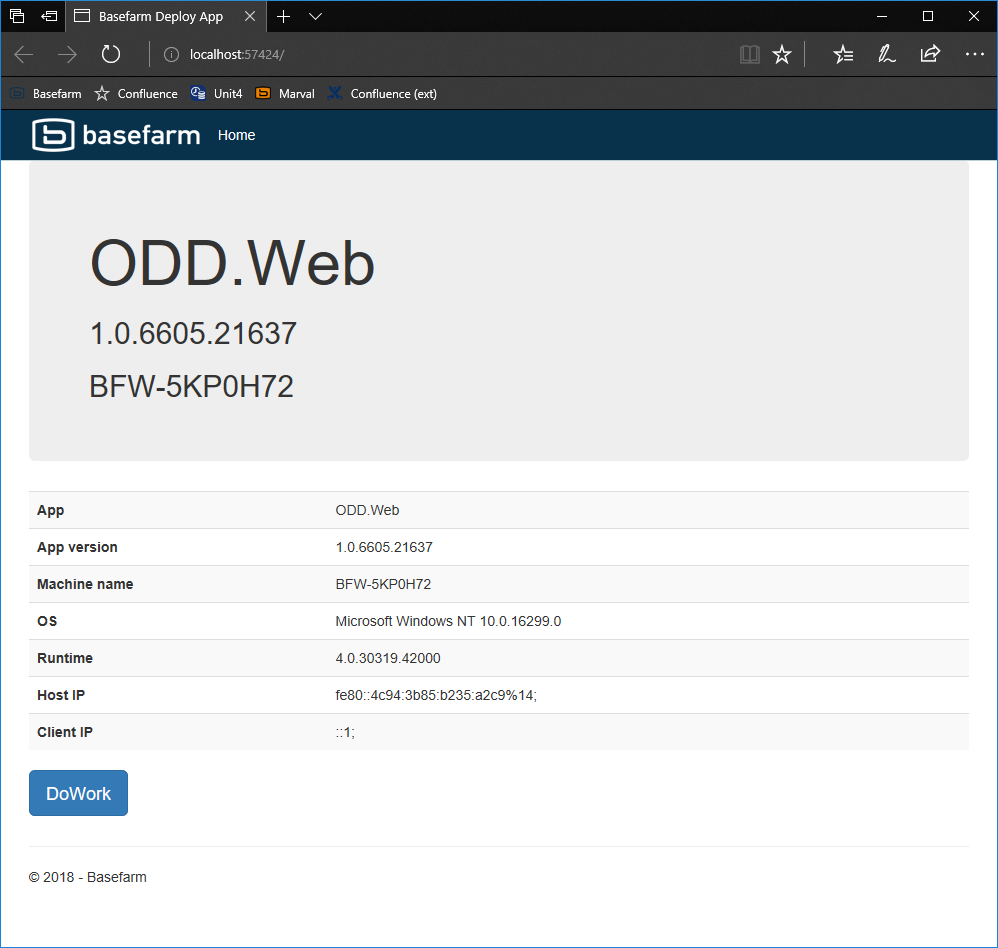 Basefarm Deploy App
localhost:57424/
Basefarm Confluence Unit4 Marval Confluence (ext)
basefarm Home
ODD.Web
1.0.6605.21637
BFW-5KP0H72
App ODD.Web
App version 1.0.6605.21637
Machine name BFW-5KP0H72
OS Microsoft Windows NT 10.0.16299.0
Runtime 4.0.30319.42000
Host IP fe80::4c94:3b85:b235:a2c9%14;
Client IP ::1;
DoWork
© 2018 - Basefarm